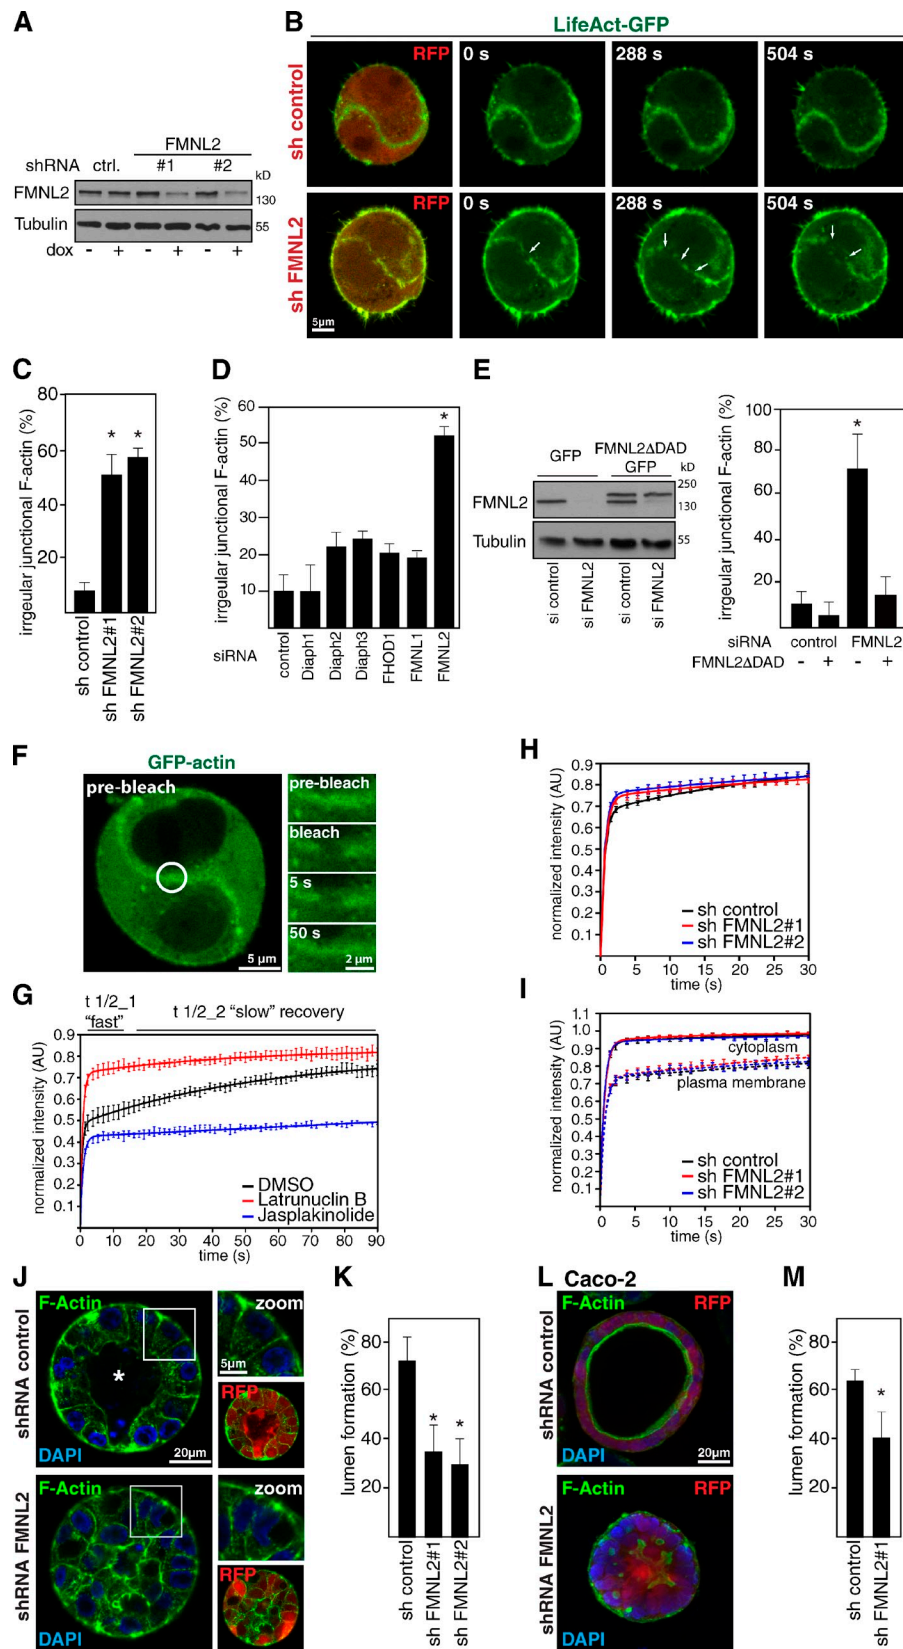 A
FMNL2
shRNA ctrl. #1 #2
kD
FMNL2
130
Tubulin
55
- + - + - +
dox
B
LifeAct-GFP
sh control
RFP
0 s
288 s
504 s
sh FMNL2
RFP
0 s
288 s
504 s
5µm
C
irrgeular junctional F-actin (%)
80
60
40
20
* *
sh control
sh FMNL2#1
sh FMNL2#2
D
irrgeular junctional F-actin (%)
60
50
40
30
20
10
*
siRNA
control
Diaph1
Diaph2
Diaph3
FHOD1
FMNL1
FMNL2
E
GFP
FMNL2ΔDAD
GFP
kD
250
FMNL2
130
Tubulin
55
si control
si FMNL2
si control
si FMNL2
irrgeular junctional F-actin (%)
100
80
60
40
20
*
siRNA control FMNL2
FMNL2ΔDAD - + - +
F
GFP-actin
pre-bleach
5 µm
pre-bleach
bleach
5 s
50 s
2 µm
G
t 1/2_1
"fast"
t 1/2_2 "slow" recovery
normalized intensity (AU)
0.9
0.8
0.7
0.6
0.5
0.4
0.3
0.2
0.1
DMSO
Latrunuclin B
Jasplakinolide
0 10 20 30 40 50 60 70 80 90
time (s)
H
normalized intensity (AU)
0.9
0.8
0.7
0.6
0.5
0.4
0.3
0.2
0.1
sh control
sh FMNL2#1
sh FMNL2#2
0 5 10 15 20 25 30
time (s)
I
normalized intensity (AU)
1.1
1.0
0.9
0.8
0.7
0.6
0.5
0.4
0.3
0.2
0.1
cytoplasm
plasma membrane
sh control
sh FMNL2#1
sh FMNL2#2
0 5 10 15 20 25 30
time (s)
J
shRNA control
F-Actin
*
DAPI
20µm
zoom
5µm
RFP
shRNA FMNL2
F-Actin
DAPI
zoom
RFP
K
lumen formation (%)
80
60
40
20
* *
sh control
sh FMNL2#1
sh FMNL2#2
L Caco-2
shRNA control
F-Actin
RFP
DAPI
20µm
shRNA FMNL2
F-Actin
RFP
DAPI
M
lumen formation (%)
80
60
40
20
*
sh control
sh FMNL2#1